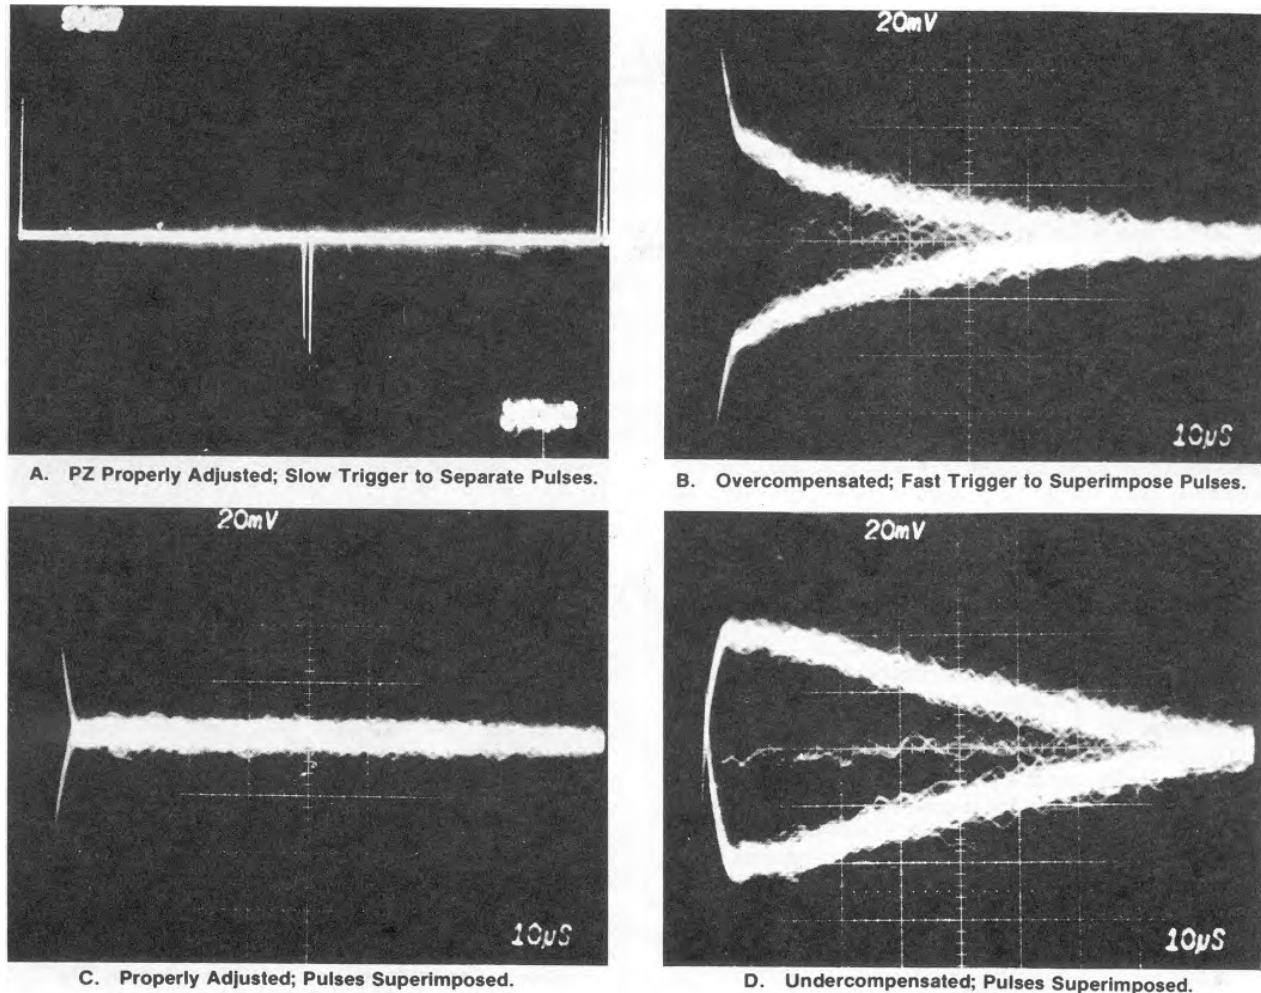 20mV
A. PZ Properly Adjusted; Slow Trigger to Separate Pulses.
10µS
B. Overcompensated; Fast Trigger to Superimpose Pulses.
20mV
20mV
10µS
C. Properly Adjusted; Pulses Superimposed.
10µS
D. Undercompensated; Pulses Superimposed.